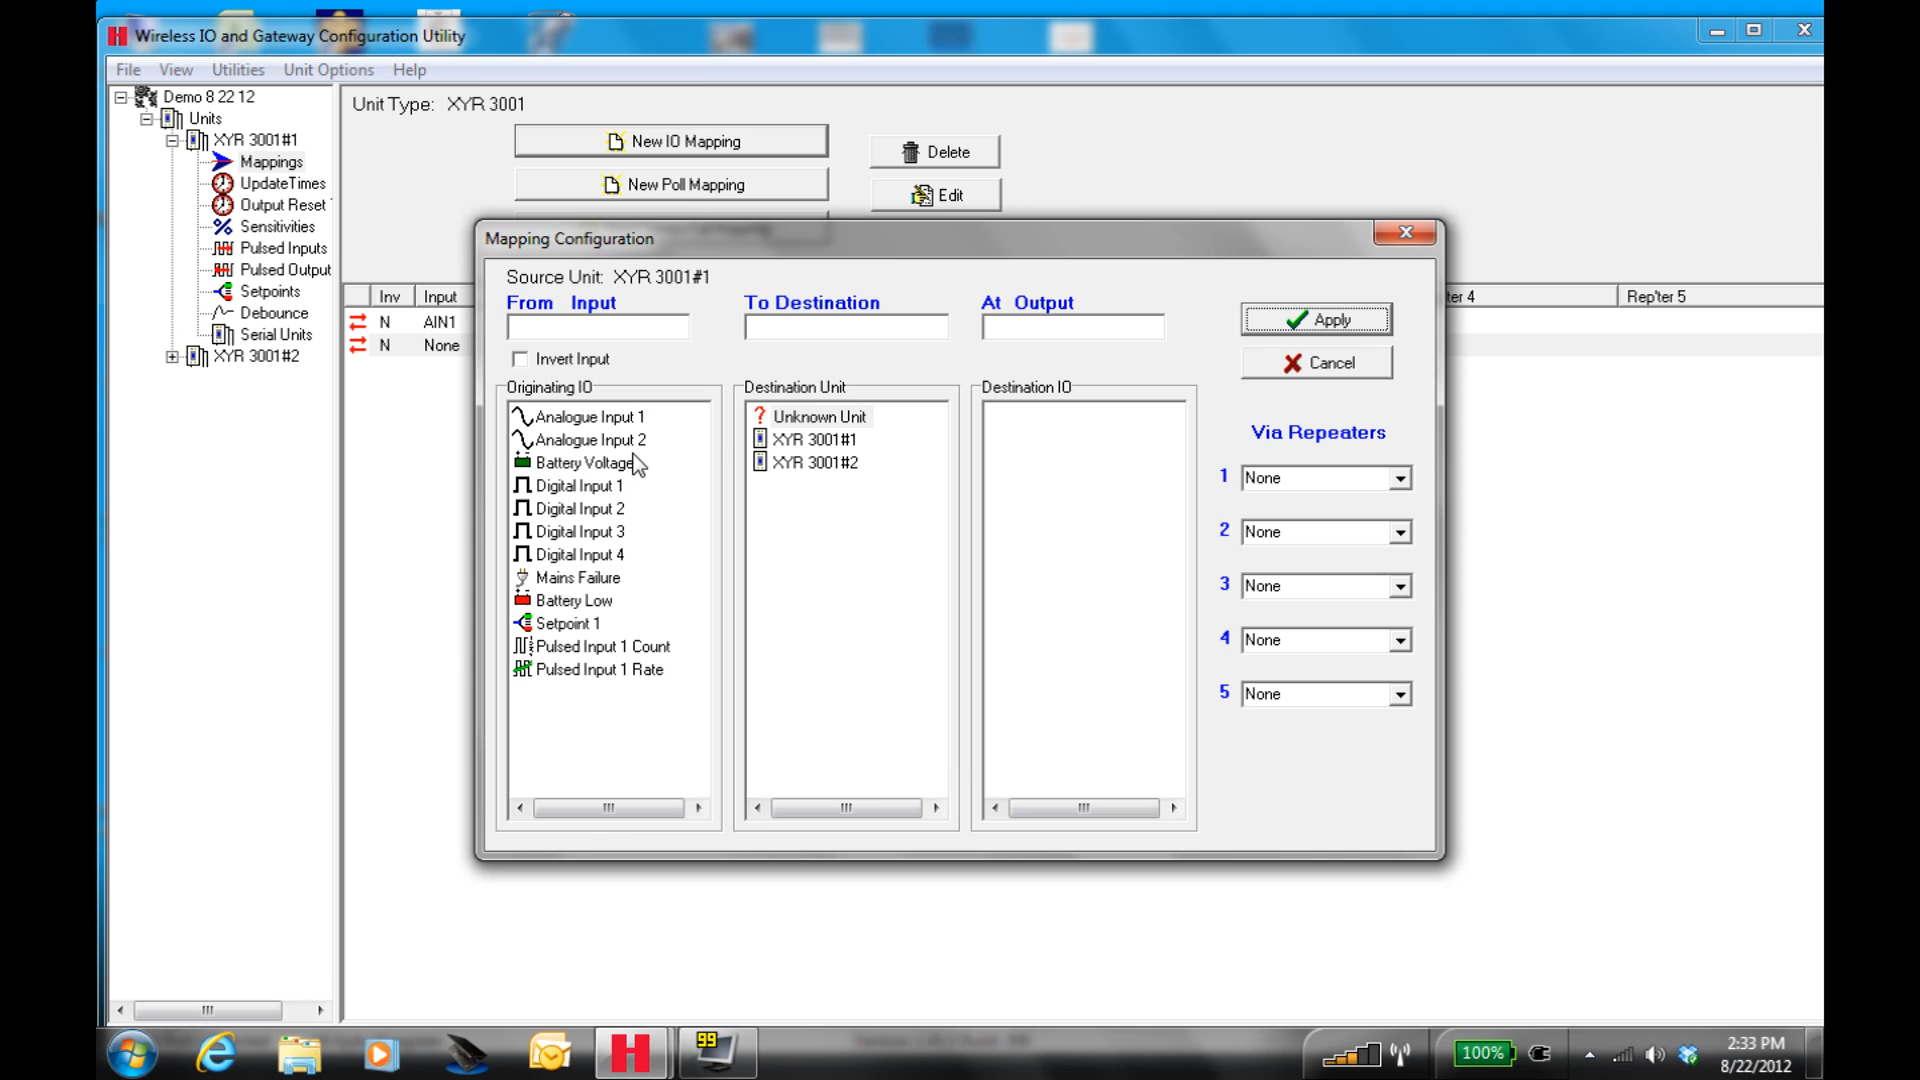 Wireless IO and Gateway Configuration Utility
File View Utilities Unit Options Help
Demo 8 22 12
Units
XYR 3001#1
Mappings
UpdateTimes
Output Reset
Sensitivities
Pulsed Inputs
Pulsed Output
Setpoints
Debounce
Serial Units
XYR 3001#2
Unit Type: XYR 3001
New IO Mapping
Delete
New Poll Mapping
Edit
Inv Input
ter 4 Rep'ter 5
N AIN1
N None
Mapping Configuration
Source Unit: XYR 3001#1
From Input To Destination At Output
Apply
Invert Input
Cancel
Originating IO
Analogue Input 1
Analogue Input 2
Battery Voltage
Digital Input 1
Digital Input 2
Digital Input 3
Digital Input 4
Mains Failure
Battery Low
Setpoint 1
Pulsed Input 1 Count
Pulsed Input 1 Rate
Destination Unit
Unknown Unit
XYR 3001#1
XYR 3001#2
Destination IO
Via Repeaters
1 None
2 None
3 None
4 None
5 None
99
100%
2:33 PM
8/22/2012